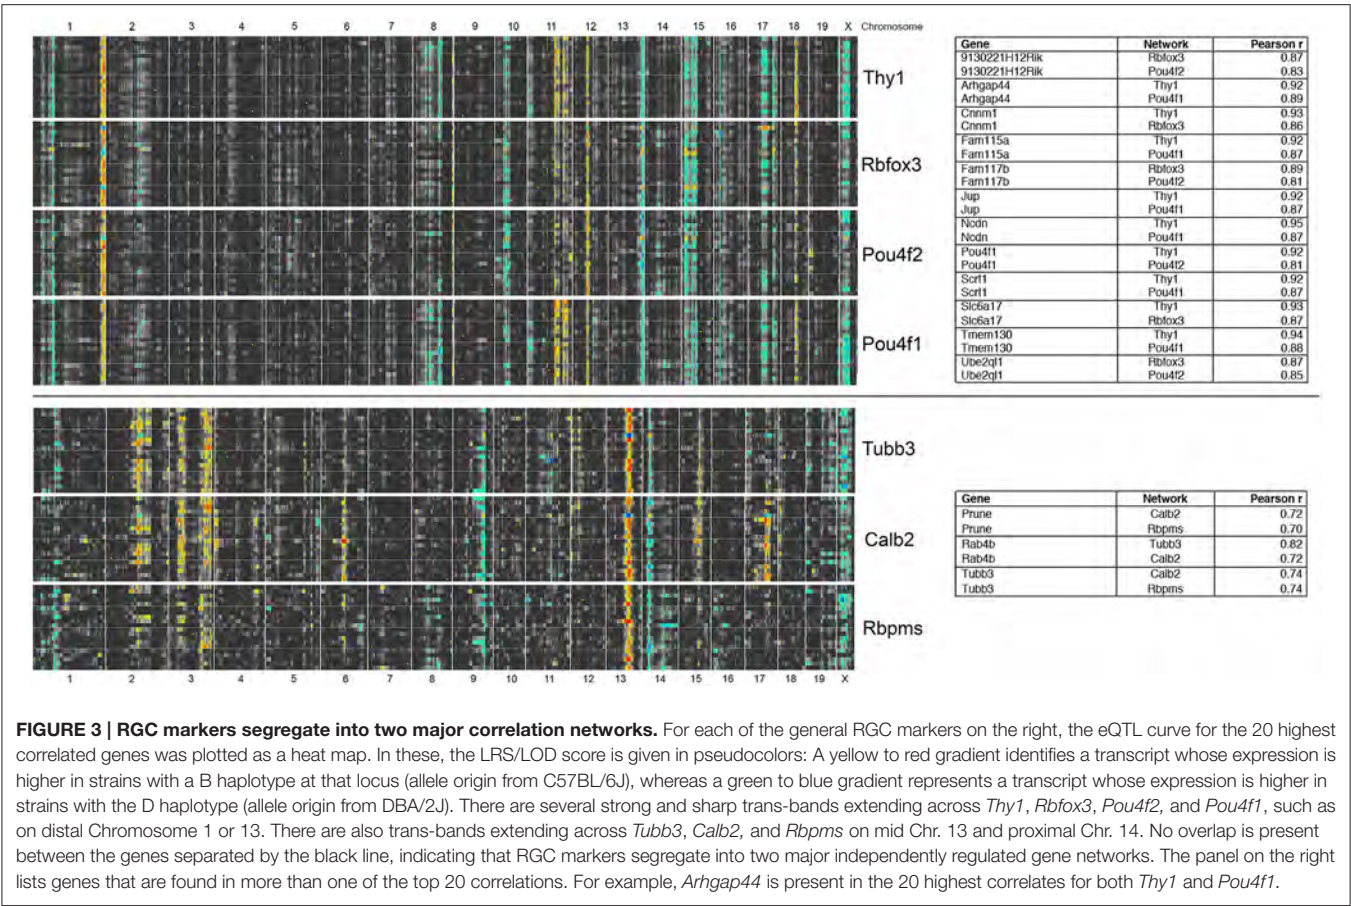 1 2 3 4 5 6 7 8 9 10 11 12 13 14 15 16 17 18 19 X Chromosome
Thy1
Rbfox3
Pou4f2
Pou4f1
Gene Network Pearson r
9130221H12Rik Rbfox3 0.87
9130221H12Rik Pou4f2 0.83
Arhgap44 Thy1 0.92
Arhgap44 Pou4f1 0.89
Cnnm1 Thy1 0.93
Cnnm1 Rbfox3 0.86
Fam115a Thy1 0.92
Fam115a Pou4f1 0.87
Fam117b Rbfox3 0.89
Fam117b Pou4f2 0.81
Jup Thy1 0.92
Jup Pou4f1 0.87
Ncdn Thy1 0.95
Ncdn Pou4f1 0.87
Pou4f1 Thy1 0.92
Pou4f1 Pou4f2 0.81
Scrt1 Thy1 0.92
Scrt1 Pou4f1 0.87
Slc6a17 Thy1 0.93
Slc6a17 Rbfox3 0.87
Tmem130 Thy1 0.94
Tmem130 Pou4f1 0.88
Ube2ql1 Rbfox3 0.87
Ube2ql1 Pou4f2 0.85
Tubb3
Calb2
Rbpms
Gene Network Pearson r
Prune Calb2 0.72
Prune Rbpms 0.70
Rab4b Tubb3 0.82
Rab4b Calb2 0.72
Tubb3 Calb2 0.74
Tubb3 Rbpms 0.74
1 2 3 4 5 6 7 8 9 10 11 12 13 14 15 16 17 18 19 X
FIGURE 3 | RGC markers segregate into two major correlation networks. For each of the general RGC markers on the right, the eQTL curve for the 20 highest
correlated genes was plotted as a heat map. In these, the LRS/LOD score is given in pseudocolors: A yellow to red gradient identifies a transcript whose expression is
higher in strains with a B haplotype at that locus (allele origin from C57BL/6J), whereas a green to blue gradient represents a transcript whose expression is higher in
strains with the D haplotype (allele origin from DBA/2J). There are several strong and sharp trans-bands extending across Thy1, Rbfox3, Pou4f2, and Pou4f1, such as
on distal Chromosome 1 or 13. There are also trans-bands extending across Tubb3, Calb2, and Rbpms on mid Chr. 13 and proximal Chr. 14. No overlap is present
between the genes separated by the black line, indicating that RGC markers segregate into two major independently regulated gene networks. The panel on the right
lists genes that are found in more than one of the top 20 correlations. For example, Arhgap44 is present in the 20 highest correlates for both Thy1 and Pou4f1.